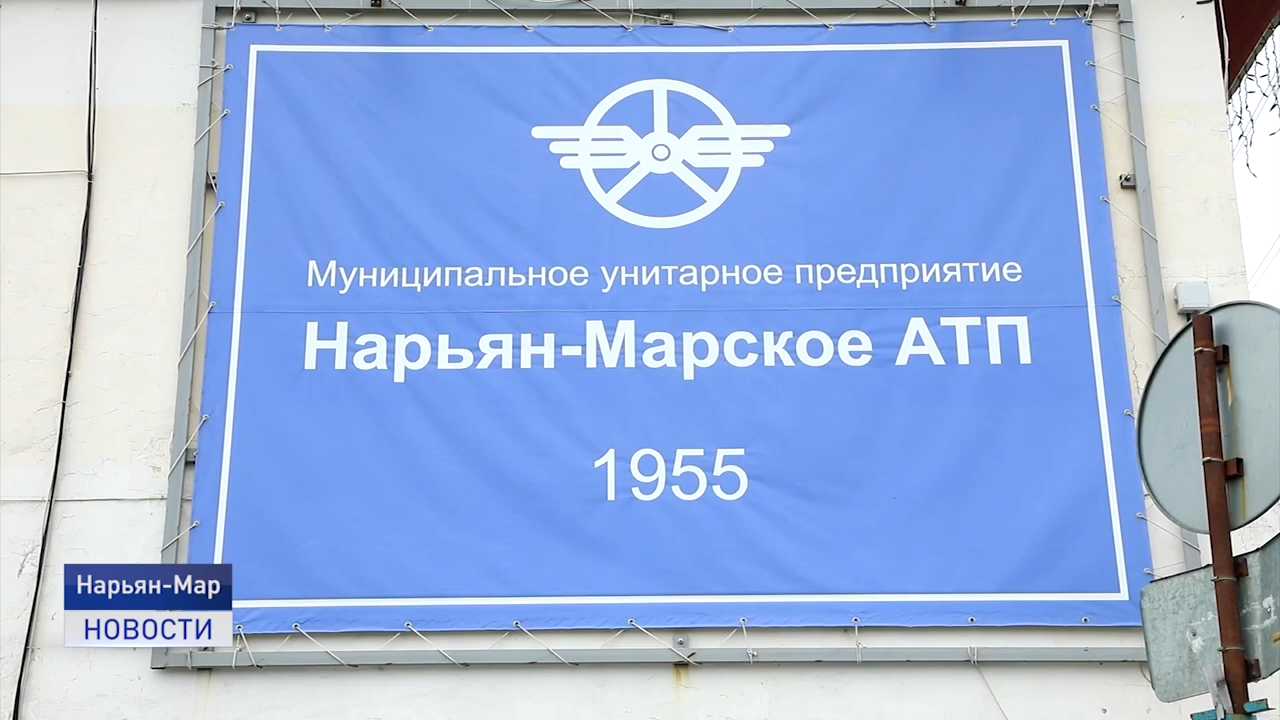 Муниципальное унитарное предприятие
Нарьян-Марское АТП
1955
Нарьян-Мар
НОВОСТИ